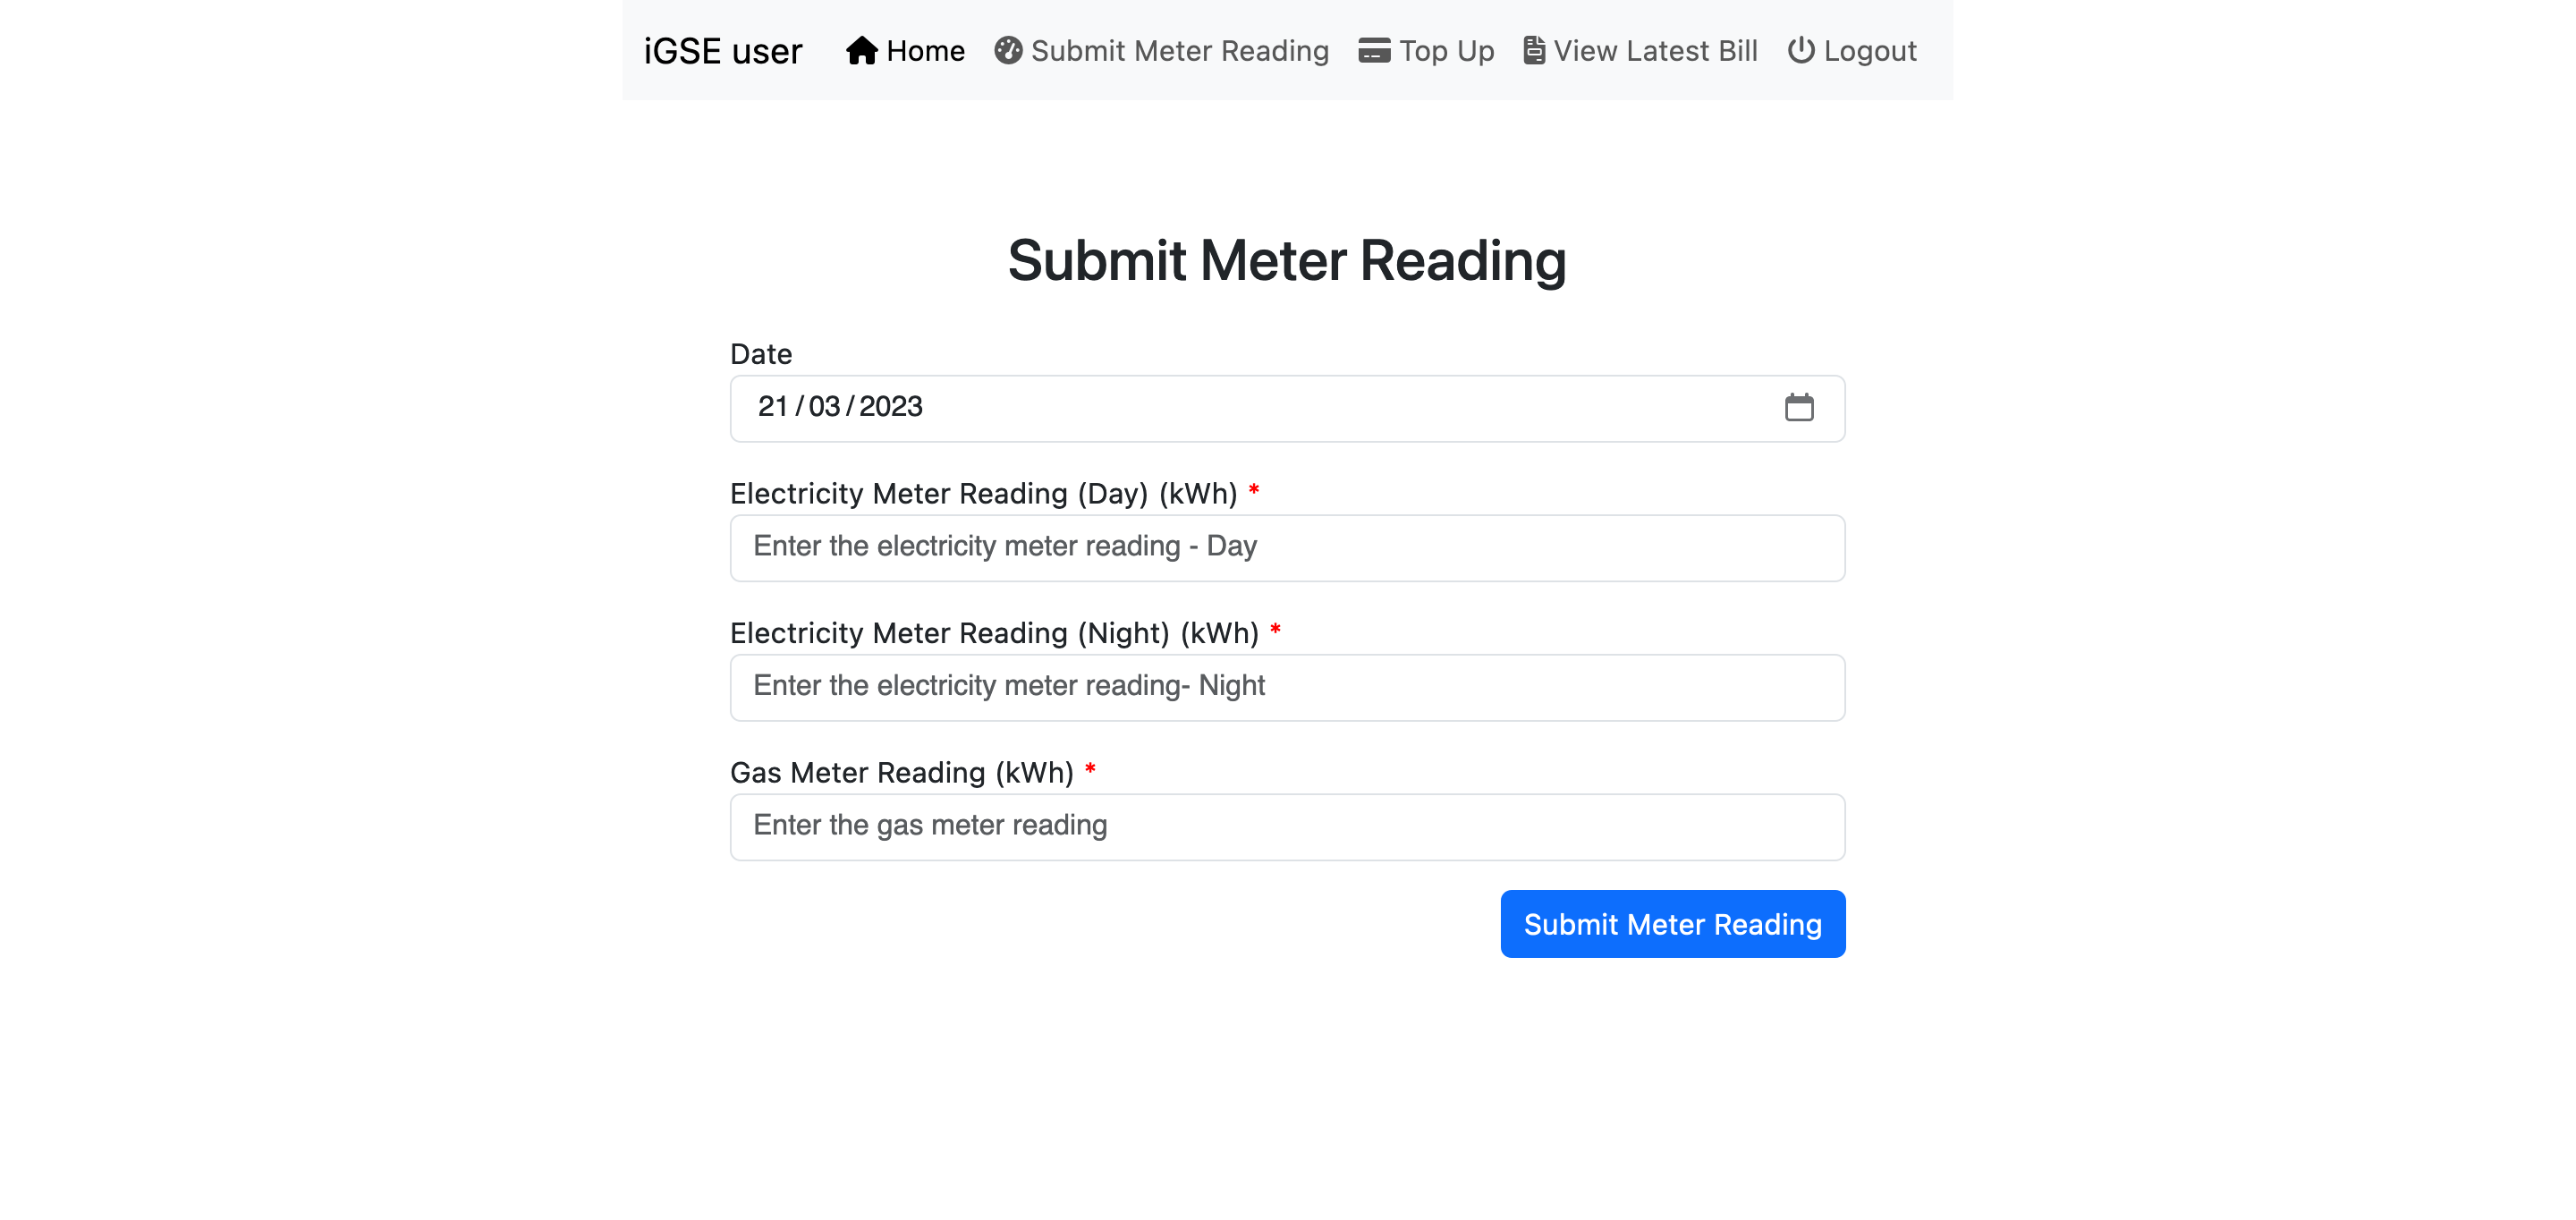 iGSE user Home Submit Meter Reading Top Up View Latest Bill Logout
Submit Meter Reading
Date
21/03/2023
Electricity Meter Reading (Day) (kWh) *
Enter the electricity meter reading - Day
Electricity Meter Reading (Night) (kWh) *
Enter the electricity meter reading- Night
Gas Meter Reading (kWh) *
Enter the gas meter reading
Submit Meter Reading